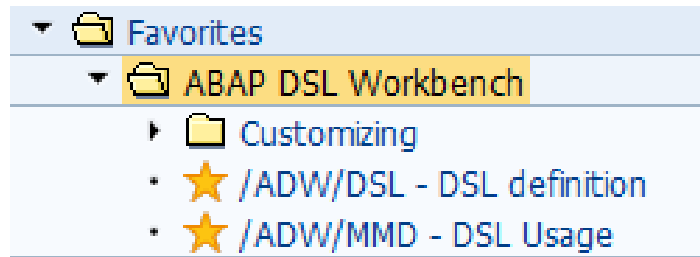 Favorites
ABAP DSL Workbench
Customizing
/ADW/DSL - DSL definition
/ADW/MMD - DSL Usage